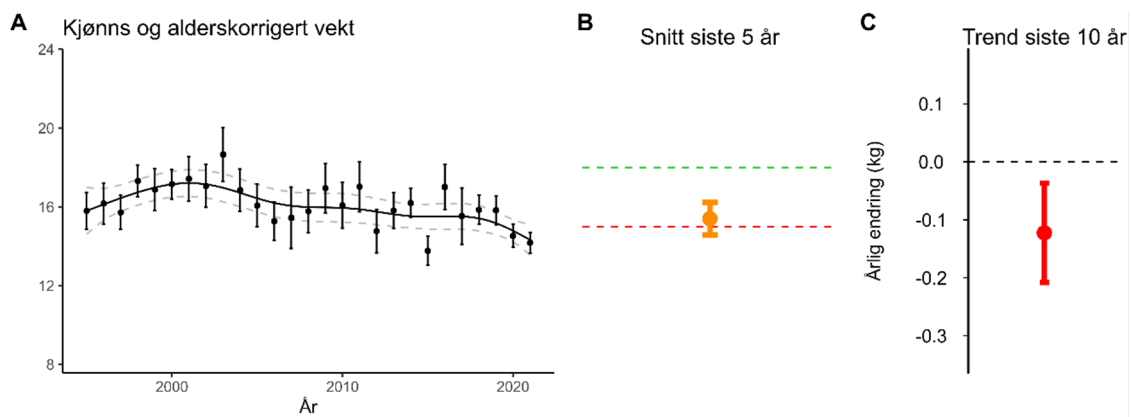 A
Kjønns og alderskorrigert vekt
24
20
16
12
8
2000
2010
2020
År
B
Snitt siste 5 år
C
Trend siste 10 år
Årlig endring (kg)
0.1
0.0
-0.1
-0.2
-0.3